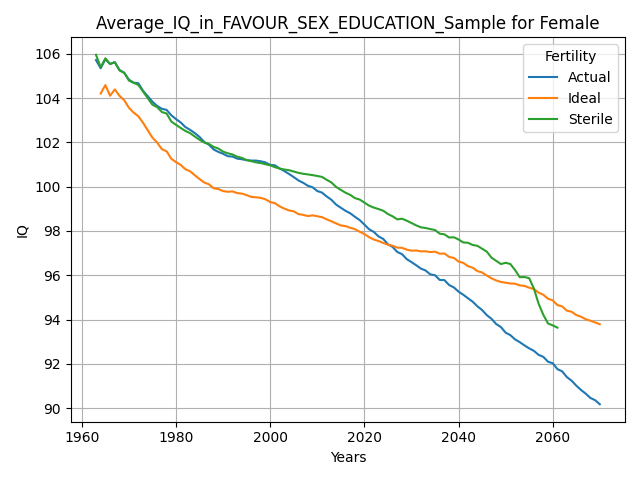 Average_IQ_in_FAVOUR_SEX_EDUCATION_Sample for Female
Fertility
Actual
Ideal
Sterile
IQ
106
104
102
100
98
96
94
92
90
1960 1980 2000 2020 2040 2060
Years